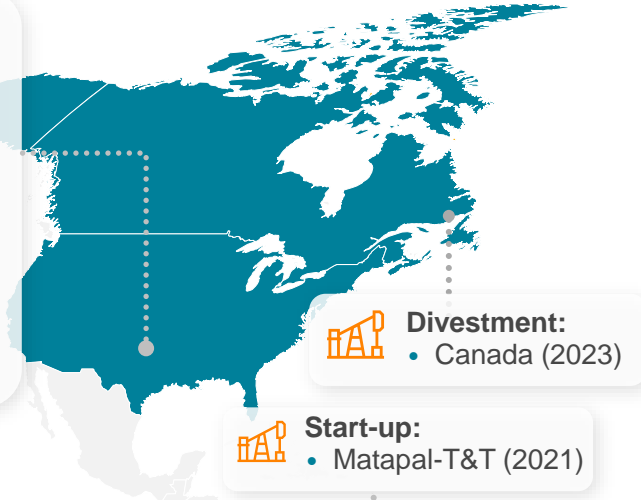 Divestment:
• Canada (2023)
Start-up:
• Matapal-T&T (2021)